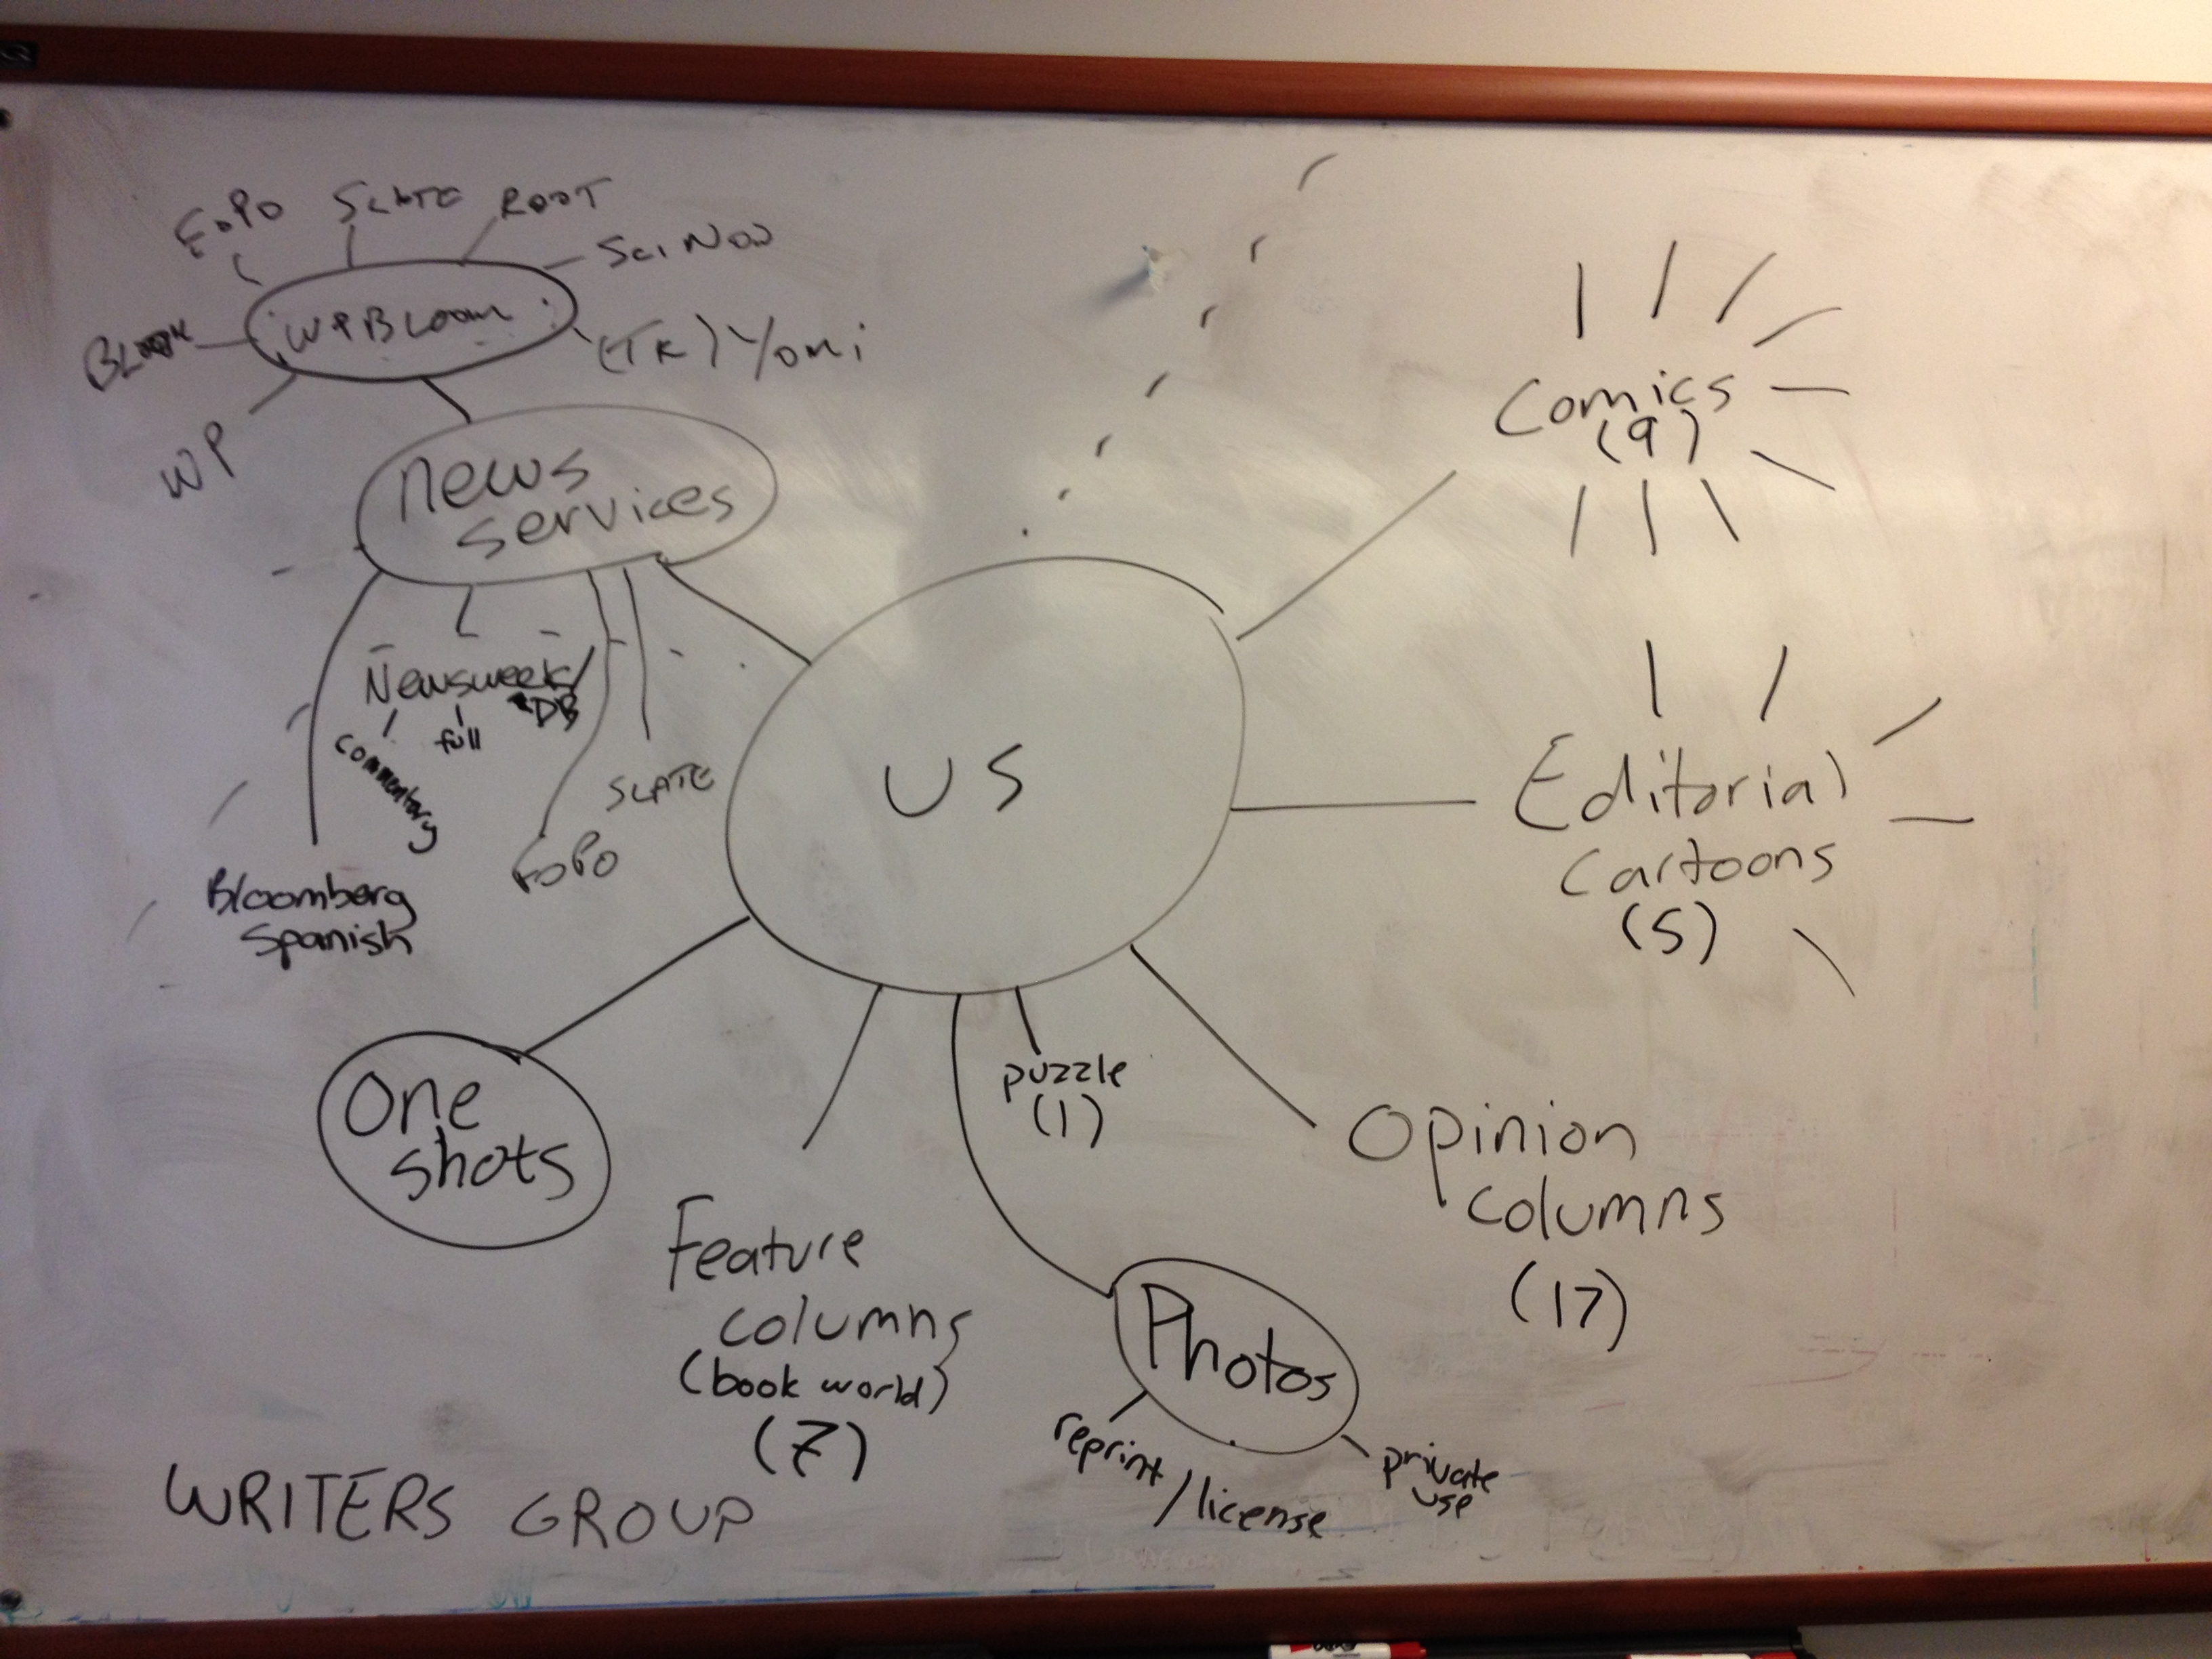 FoPo SLATE ROOT
Sci Now
WPBLoom
BLOOM
(TK) Yomi
WP
news
services
Newsweek/
DB
commentary
full
SLATE
FOPO
Bloomberg
Spanish
US
Comics
(9)
Editorial
Cartoons
(5)
One
shots
puzzle
(1)
Opinion
columns
(17)
Feature
columns
(book world)
(7)
Photos
reprint
/license
private
use
WRITERS GROUP